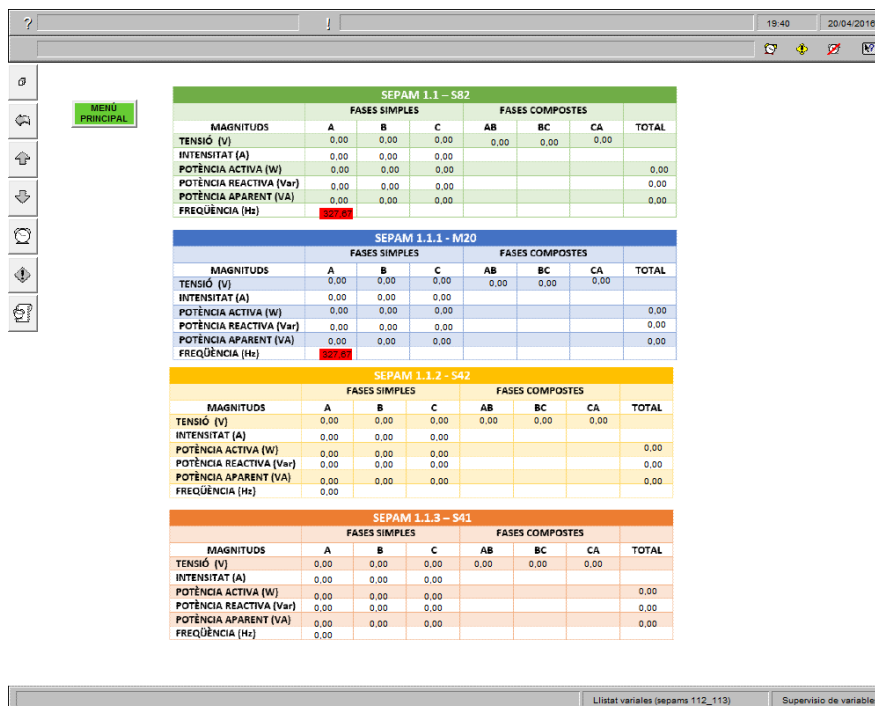 ? !
19:40 20/04/2016
MENÚ
PRINCIPAL
SEPAM 1.1 – S82
FASES SIMPLES FASES COMPOSTES
MAGNITUDS A B C AB BC CA TOTAL
TENSIÓ (V) 0,00 0,00 0,00 0,00 0,00 0,00
INTENSITAT (A) 0,00 0,00 0,00
POTÈNCIA ACTIVA (W) 0,00 0,00 0,00 0,00
POTÈNCIA REACTIVA (Var) 0,00 0,00 0,00 0,00
POTÈNCIA APARENT (VA) 0,00 0,00 0,00 0,00
FREQÜÈNCIA (Hz) 327,67
SEPAM 1.1.1 - M20
FASES SIMPLES FASES COMPOSTES
MAGNITUDS A B C AB BC CA TOTAL
TENSIÓ (V) 0,00 0,00 0,00 0,00 0,00 0,00
INTENSITAT (A) 0,00 0,00 0,00
POTÈNCIA ACTIVA (W) 0,00 0,00 0,00 0,00
POTÈNCIA REACTIVA (Var) 0,00 0,00 0,00 0,00
POTÈNCIA APARENT (VA) 0,00 0,00 0,00 0,00
FREQÜÈNCIA (Hz) 327,67
SEPAM 1.1.2 - S42
FASES SIMPLES FASES COMPOSTES
MAGNITUDS A B C AB BC CA TOTAL
TENSIÓ (V) 0,00 0,00 0,00 0,00 0,00 0,00
INTENSITAT (A) 0,00 0,00 0,00
POTÈNCIA ACTIVA (W) 0,00 0,00 0,00 0,00
POTÈNCIA REACTIVA (Var) 0,00 0,00 0,00 0,00
POTÈNCIA APARENT (VA) 0,00 0,00 0,00 0,00
FREQÜÈNCIA (Hz) 0,00
SEPAM 1.1.3 – S41
FASES SIMPLES FASES COMPOSTES
MAGNITUDS A B C AB BC CA TOTAL
TENSIÓ (V) 0,00 0,00 0,00 0,00 0,00 0,00
INTENSITAT (A) 0,00 0,00 0,00
POTÈNCIA ACTIVA (W) 0,00 0,00 0,00 0,00
POTÈNCIA REACTIVA (Var) 0,00 0,00 0,00 0,00
POTÈNCIA APARENT (VA) 0,00 0,00 0,00 0,00
FREQÜÈNCIA (Hz) 0,00
Llistat variales (sepams 112_113) Supervisio de variable